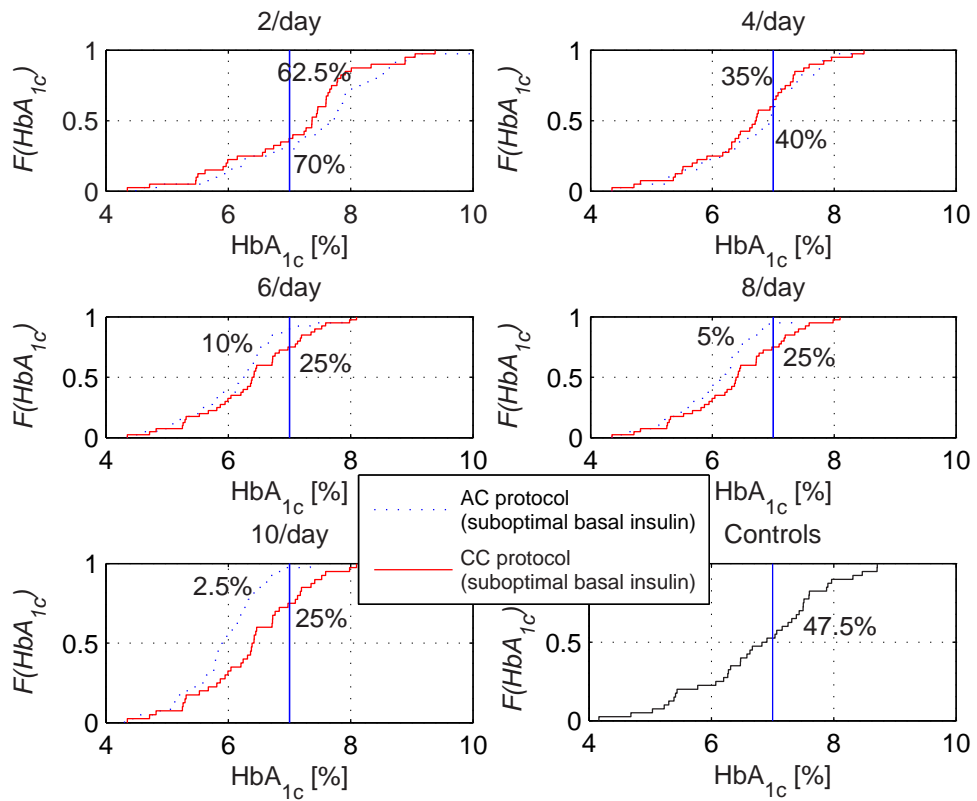 2/day
F(HbA1c)
1
0.5
0
62.5%
70%
4 6 8 10
HbA1c [%]
4/day
F(HbA1c)
1
0.5
0
35%
40%
4 6 8 10
HbA1c [%]
6/day
F(HbA1c)
1
0.5
0
10%
25%
4 6 8 10
HbA1c [%]
8/day
F(HbA1c)
1
0.5
0
5%
25%
4 6 8 10
HbA1c [%]
AC protocol
(suboptimal basal insulin)
CC protocol
(suboptimal basal insulin)
10/day
F(HbA1c)
1
0.5
0
2.5%
25%
4 6 8 10
HbA1c [%]
Controls
F(HbA1c)
0.5
0
47.5%
4 6 8 10
HbA1c [%]